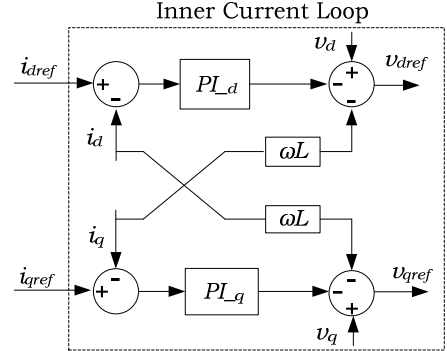 Inner Current Loop
i_dref
+
-
PI_d
v_d
+
-
-
v_dref
i_d
ωL
i_q
ωL
i_qref
+
-
PI_q
-
-
+
v_qref
v_q